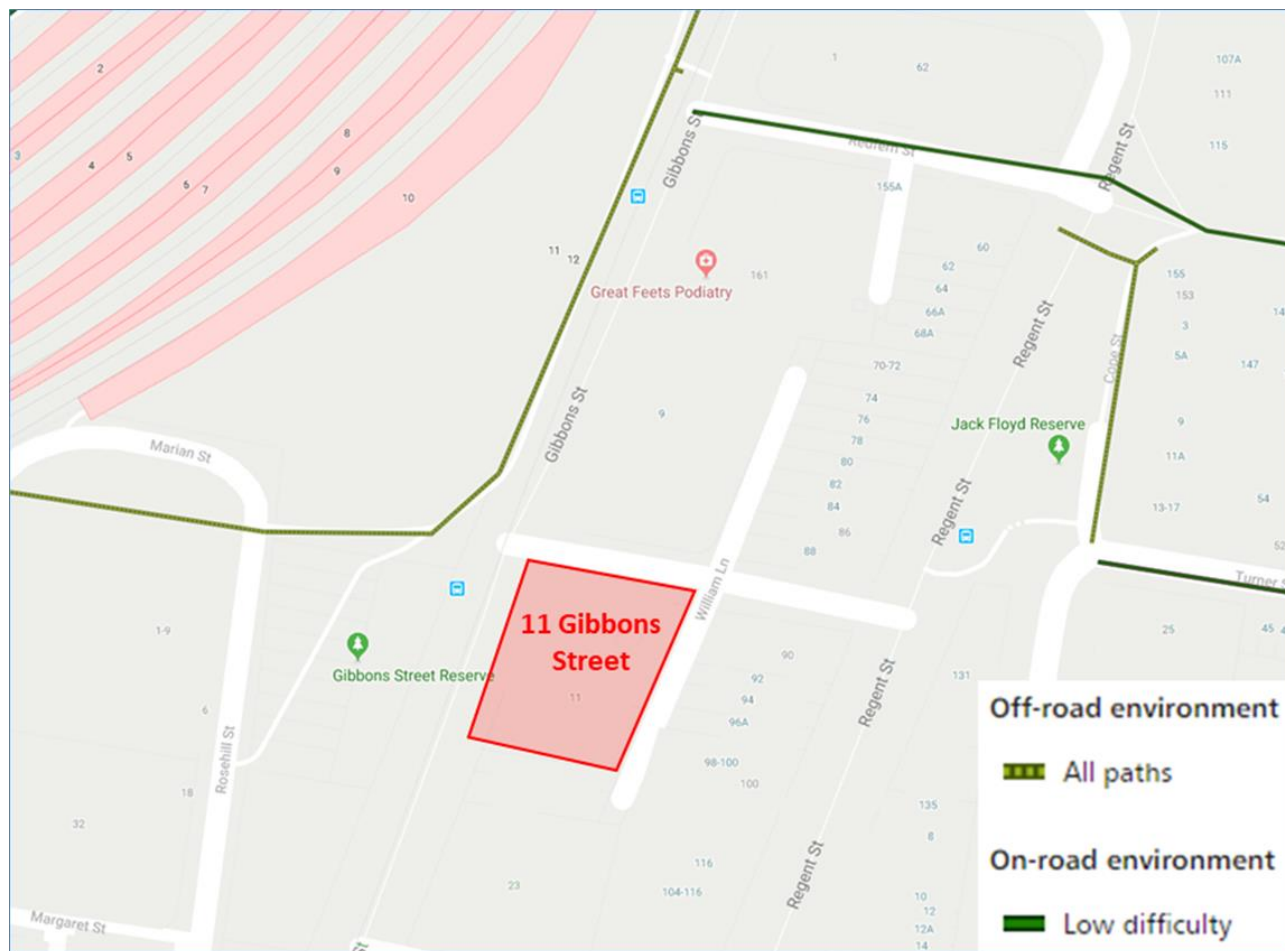 2
1
62
107A
111
115
3
4
5
8
9
6
7
10
Gibbons St
Redfern St
Regent St
155A
11
12
Great Feets Podiatry
161
60
62
64
66A
68A
Regent St
155
153
3
5A
147
Cope St
70-72
74
76
78
80
82
84
86
88
9
Gibbons St
Marian St
Jack Floyd Reserve
9
11A
13-17
54
Regent St
William Ln
Turner S
25
45
1-9
Gibbons Street Reserve
11 Gibbons
Street
11
90
92
94
96A
98-100
100
131
Regent St
6
Rosehill St
18
32
135
8
116
104-116
23
Regent St
10
12
12A
14
Margaret St
Off-road environment
All paths
On-road environment
Low difficulty